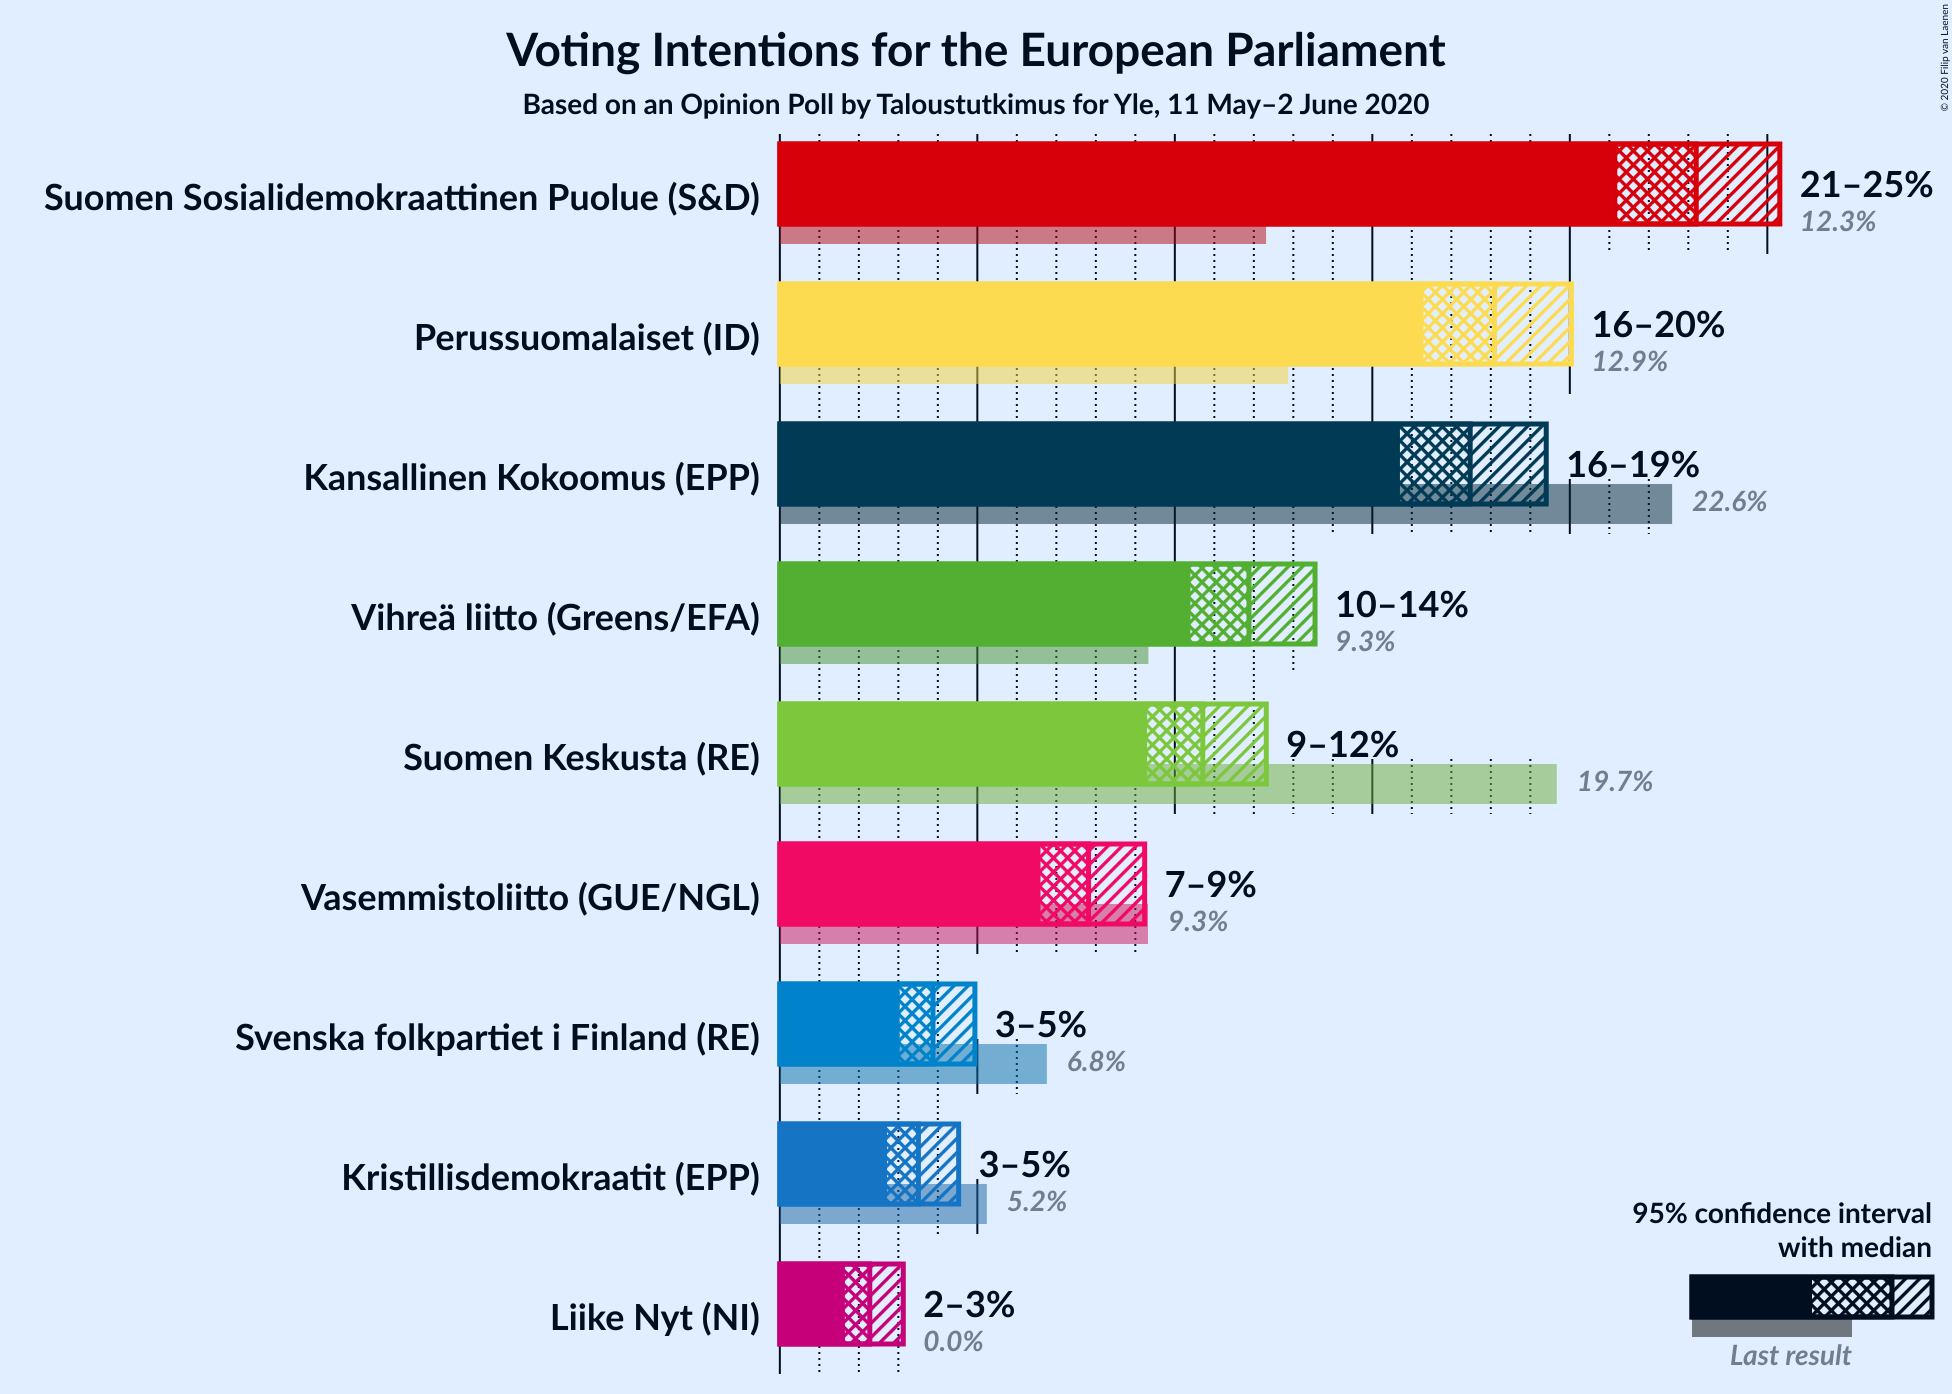 Voting Intentions for the European Parliament
Based on an Opinion Poll by Taloustutkimus for Yle, 11 May–2 June 2020
© 2020 Filip van Laenen
Suomen Sosialidemokraattinen Puolue (S&D)
21–25%
12.3%
Perussuomalaiset (ID)
16–20%
12.9%
Kansallinen Kokoomus (EPP)
16–19%
22.6%
Vihreä liitto (Greens/EFA)
10–14%
9.3%
Suomen Keskusta (RE)
9–12%
19.7%
Vasemmistoliitto (GUE/NGL)
7–9%
9.3%
Svenska folkpartiet i Finland (RE)
3–5%
6.8%
Kristillisdemokraatit (EPP)
3–5%
5.2%
Liike Nyt (NI)
2–3%
0.0%
95% confidence interval
with median
Last result